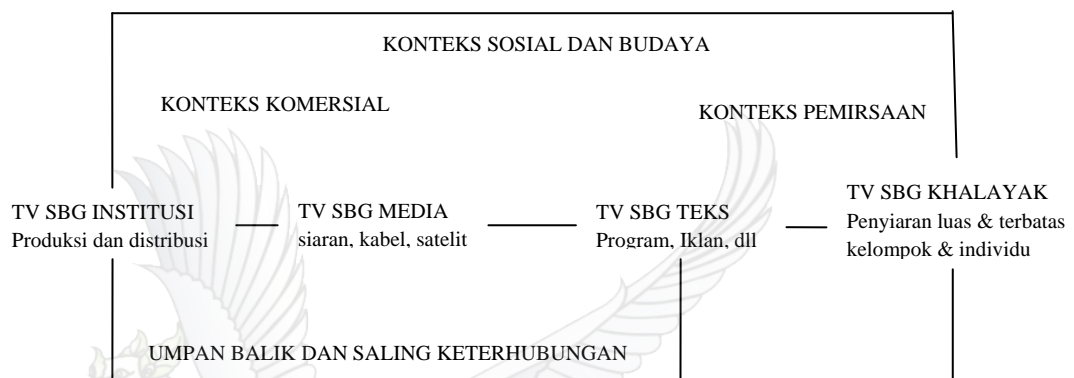 KONTEKS SOSIAL DAN BUDAYA
KONTEKS KOMERSIAL
KONTEKS PEMIRSAAN
TV SBG INSTITUSI
Produksi dan distribusi
TV SBG MEDIA
siaran, kabel, satelit
TV SBG TEKS
Program, Iklan, dll
TV SBG KHALAYAK
Penyiaran luas & terbatas
kelompok & individu
UMPAN BALIK DAN SALING KETERHUBUNGAN